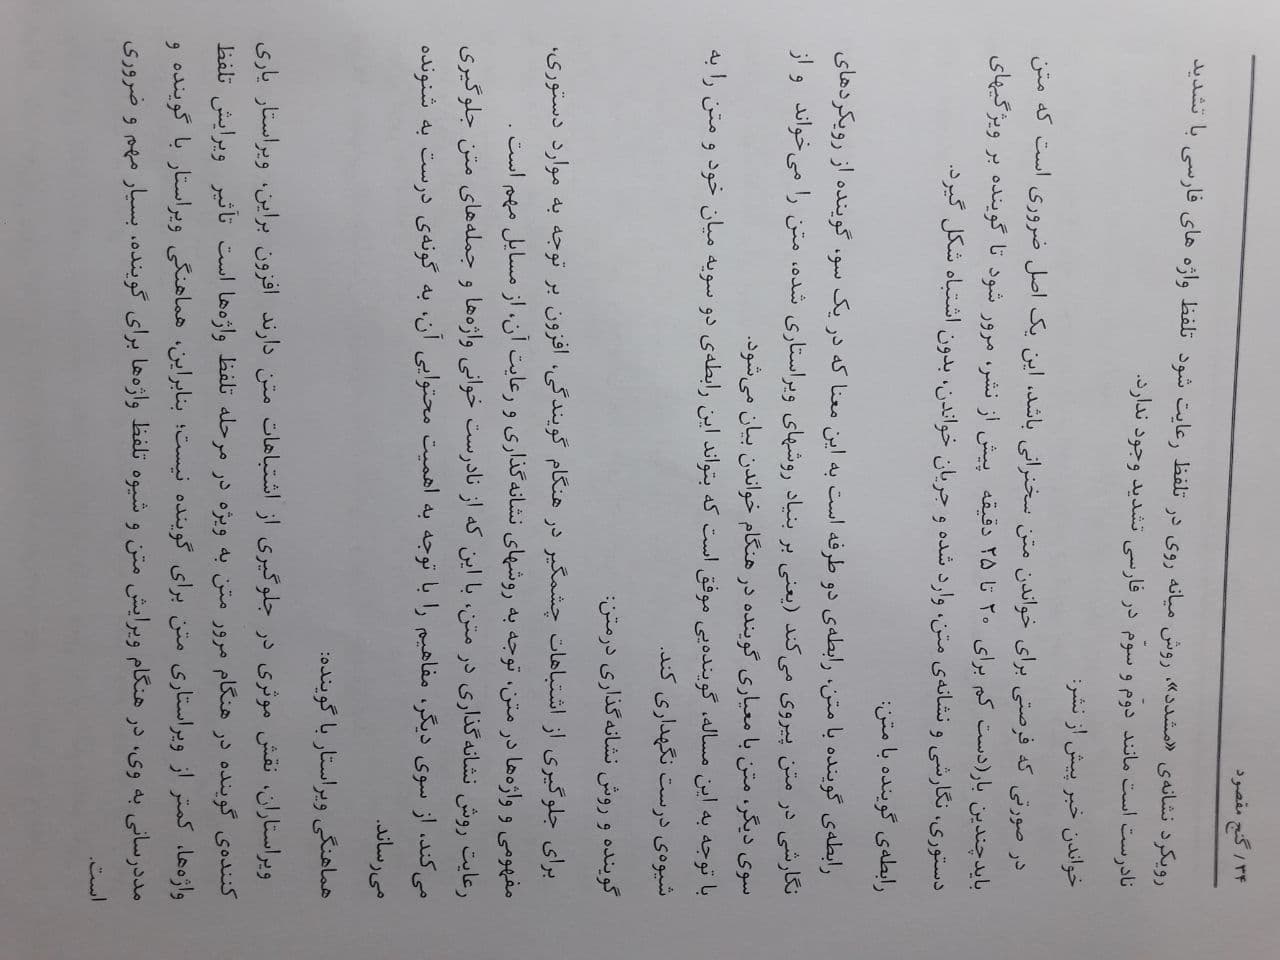 ۳۴ / گنج مقصود
رویکرد نشانه‌ی «مشدد»، روش میانه روی در تلفظ رعایت شود تلفظ واژه های فارسی با تشدید
نادرست است مانند دوّم و سوّم در فارسی تشدید وجود ندارد.
خواندن خبر پیش از نشر:
در صورتی که فرصتی برای خواندن متن سخنرانی باشد، این یک اصل ضروری است که متن
بایدچندین بار(دست کم برای ۲۰ تا ۲۵ دقیقه پیش از نشر، مرور شود تا گوینده بر ویژگیهای
دستوری، نگارشی و نشانه‌ی متن، وارد شده و جریان خواندن، بدون اشتباه شکل گیرد.
رابطه‌ی گوینده با متن:
رابطه‌ی گوینده با متن، رابطه‌ی دو طرفه است به این معنا که در یک سو، گوینده از رویکردهای
نگارشی در متن پیروی می‌کند (یعنی بر بنیاد روشهای ویراستاری شده، متن را می‌خواند و از
سوی دیگر، متن با معیاری گوینده در هنگام خواندن بیان می‌شود.
با توجه به این مساله، گوینده‌یی موفق است که بتواند این رابطه‌ی دو سویه میان خود و متن را به
شیوه‌ی درست نگهداری کند.
گوینده و روش نشانه‌گذاری درمتن:
برای جلوگیری از اشتباهات چشمگیر در هنگام گویندگی، افزون بر توجه به موارد دستوری،
مفهومی و واژه‌ها در متن، توجه به روشهای نشانه‌گذاری و رعایت آن، از مسایل مهم است .
رعایت روش نشانه‌گذاری در متن، با این که از نادرست خوانی واژه‌ها و جمله‌های متن جلوگیری
می‌کند، از سوی دیگر، مفاهیم را با توجه به اهمیت محتوایی آن، به گونه‌ی درست به شنونده
می‌رساند.
هماهنگی ویراستار با گوینده:
ویراستاران، نقش موثری در جلوگیری از اشتباهات متن دارند افزون براین، ویراستار یاری
کننده‌ی گوینده در هنگام مرور متن به ویژه در مرحله تلفظ واژه‌ها است تأثیر ویرایش تلفظ
واژه‌ها، کمتر از ویراستاری متن برای گوینده نیست؛ بنابراین، هماهنگی ویراستار با گوینده و
مددرسانی به وی، در هنگام ویرایش متن و شیوه تلفظ واژه‌ها برای گوینده، بسیار مهم و ضروری
است.